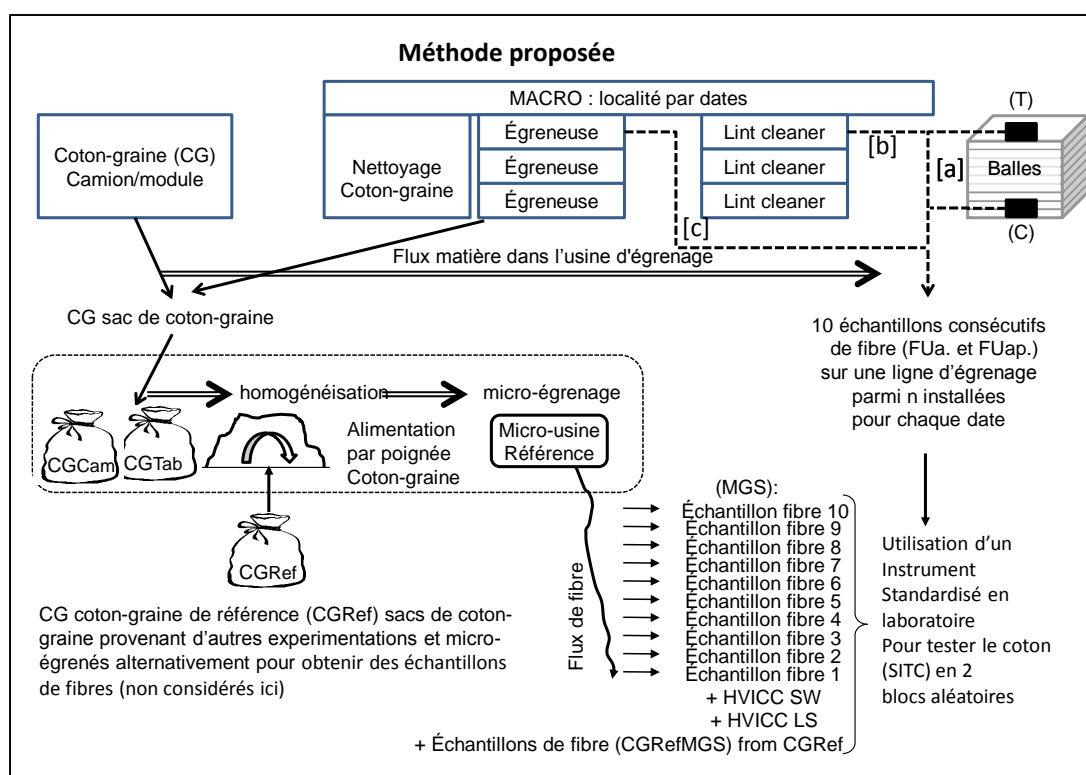 Méthode proposée
MACRO : localité par dates
Coton-graine (CG)
Camion/module
Nettoyage
Coton-graine
Égreneuse
Égreneuse
Égreneuse
Lint cleaner
Lint cleaner
Lint cleaner
[b]
[a]
[c]
(T)
Balles
(C)
Flux matière dans l'usine d'égrenage
CG sac de coton-graine
10 échantillons consécutifs
de fibre (FUa. et FUap.)
sur une ligne d'égrenage
parmi n installées
pour chaque date
homogénéisation
micro-égrenage
CGCam
CGTab
Alimentation
par poignée
Coton-graine
Micro-usine
Référence
CGRef
CG coton-graine de référence (CGRef) sacs de coton-
graine provenant d'autres experimentations et micro-
égrenés alternativement pour obtenir des échantillons
de fibres (non considérés ici)
Flux de fibre
(MGS):
Échantillon fibre 10
Échantillon fibre 9
Échantillon fibre 8
Échantillon fibre 7
Échantillon fibre 6
Échantillon fibre 5
Échantillon fibre 4
Échantillon fibre 3
Échantillon fibre 2
Échantillon fibre 1
+ HVICC SW
+ HVICC LS
+ Échantillons de fibre (CGRefMGS) from CGRef
Utilisation d'un
Instrument
Standardisé en
laboratoire
Pour tester le coton
(SITC) en 2
blocs aléatoires